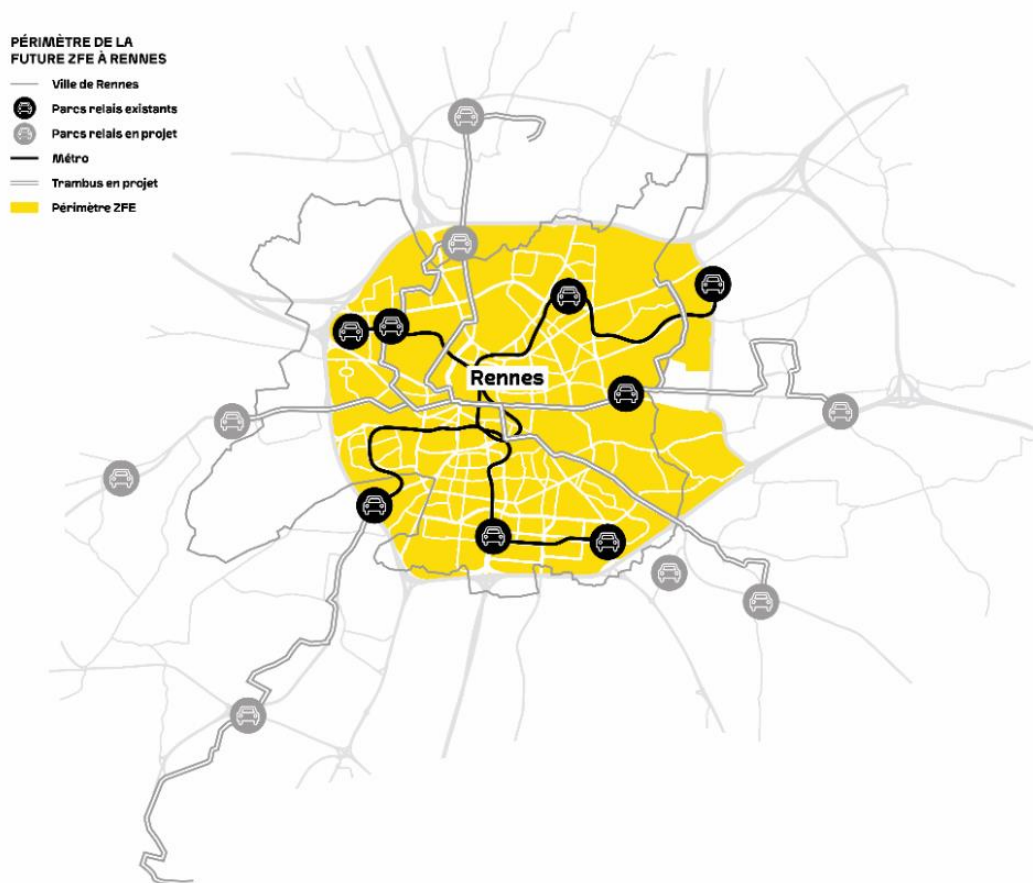 PÉRIMÈTRE DE LA
FUTURE ZFE À RENNES
Ville de Rennes
Parcs relais existants
Parcs relais en projet
Métro
Trambus en projet
Périmètre ZFE
Rennes